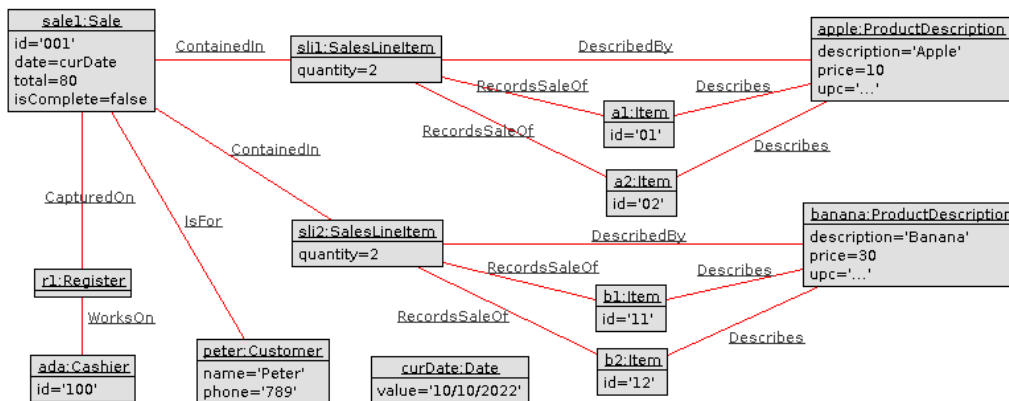 sale1:Sale
id='001'
date=curDate
total=80
isComplete=false
ContainedIn
sli1:SalesLineItem
quantity=2
DescribedBy
apple:ProductDescription
description='Apple'
price=10
upc='...'
RecordsSaleOf
Describes
a1:Item
id='01'
RecordsSaleOf
Describes
a2:Item
id='02'
ContainedIn
CapturedOn
IsFor
sli2:SalesLineItem
quantity=2
DescribedBy
banana:ProductDescription
description='Banana'
price=30
upc='...'
RecordsSaleOf
Describes
b1:Item
id='11'
RecordsSaleOf
Describes
b2:Item
id='12'
r1:Register
WorksOn
ada:Cashier
id='100'
peter:Customer
name='Peter'
phone='789'
curDate:Date
value='10/10/2022'